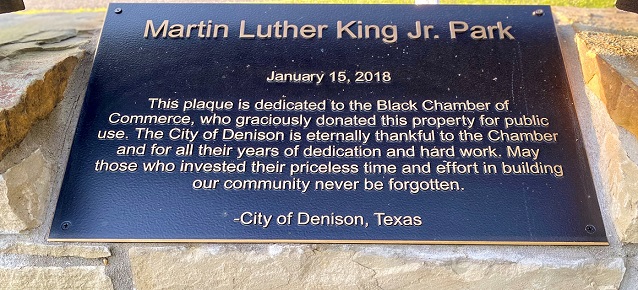 Martin Luther King Jr. Park
January 15, 2018
This plaque is dedicated to the Black Chamber of
Commerce, who graciously donated this property for public
use. The City of Denison is eternally thankful to the Chamber
and for all their years of dedication and hard work. May
those who invested their priceless time and effort in building
our community never be forgotten.
-City of Denison, Texas